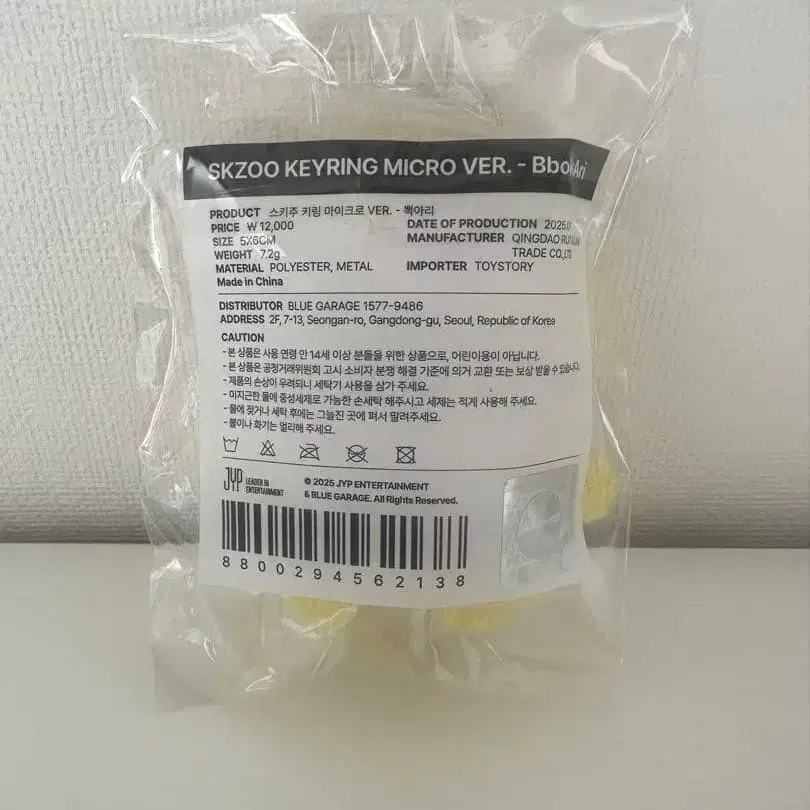 SKZOO KEYRING MICRO VER. - BbokAri
PRODUCT 스키주 키링 마이크로 VER. - 뽁아리
PRICE ₩ 12,000
SIZE 5X6CM
WEIGHT 7.2g
MATERIAL POLYESTER, METAL
Made in China
DATE OF PRODUCTION 2025.
MANUFACTURER QINGDAO
TRADE CO.,LTD
IMPORTER TOYSTORY
DISTRIBUTOR BLUE GARAGE 1577-9486
ADDRESS 2F, 7-13, Seongan-ro, Gangdong-gu, Seoul, Republic of Korea
CAUTION
- 본 상품은 사용 연령 만 14세 이상 분들을 위한 상품으로, 어린이용이 아닙니다.
- 본 상품은 공정거래위원회 고시 소비자 분쟁 해결 기준에 의거 교환 또는 보상 받을 수 있습니다.
- 제품의 손상이 우려되니 세탁기 사용을 삼가 주세요.
- 미지근한 물에 중성세제로 가능한 손세탁 해주시고 세제는 적게 사용해 주세요.
- 물에 젖거나 세탁 후에는 그늘진 곳에 펴서 말려주세요.
- 불이나 화기는 멀리해 주세요.
JYP LEADER IN
ENTERTAINMENT
© 2025 JYP ENTERTAINMENT
& BLUE GARAGE. All Rights Reserved.
8800294562138